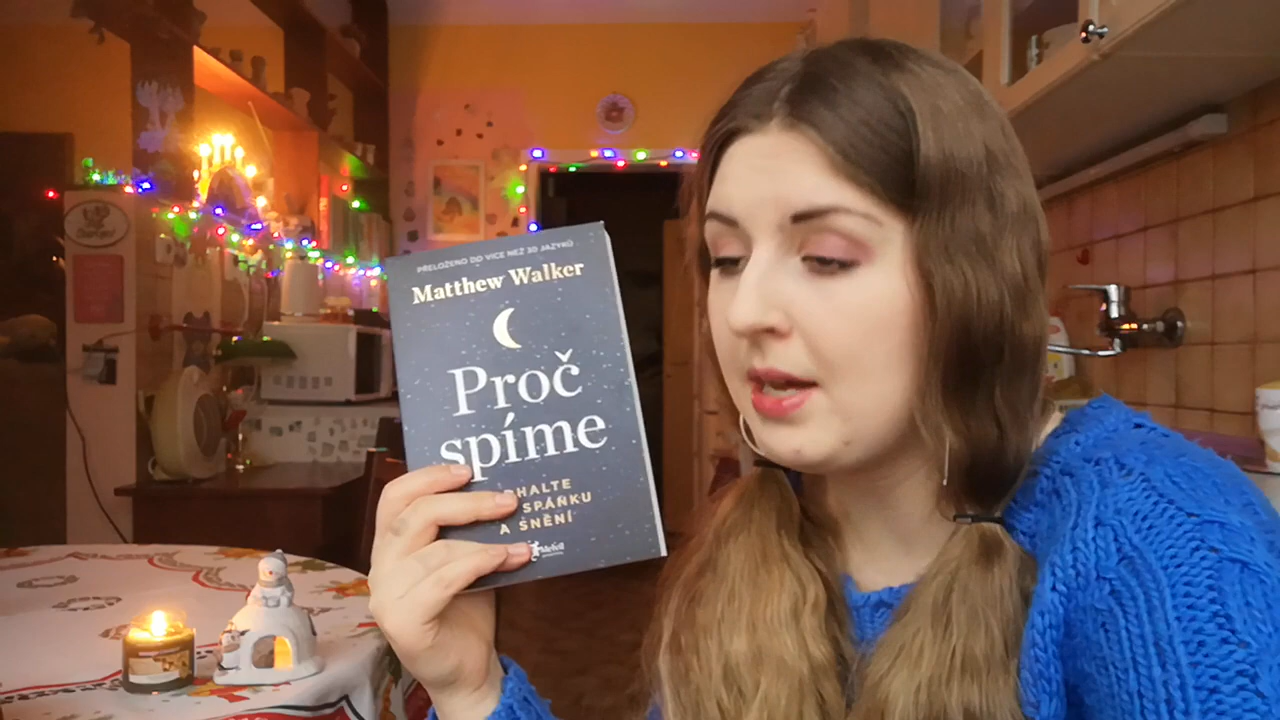 PŘELOŽENO DO VÍCE NEŽ 30 JAZYKŮ
Matthew Walker
Proč
spíme
SPÁNKU
A SNĚNÍ